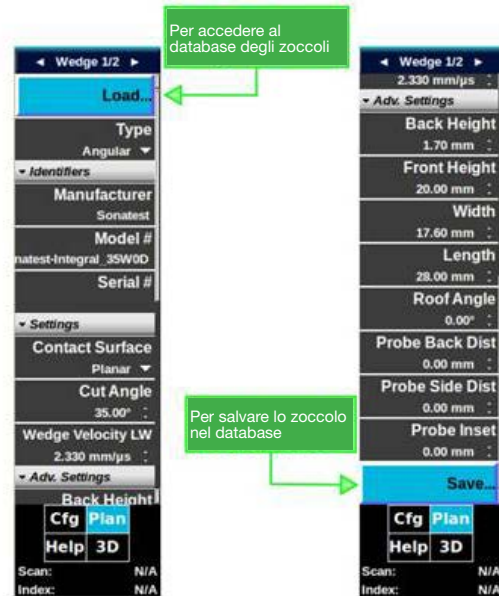 Per accedere al
database degli zoccoli
◄ Wedge 1/2 ►
Load...
Type
Angular
Identifiers
Manufacturer
Sonatest
Model #
natest-Integral_35W0D
Serial #
Settings
Contact Surface
Planar
Cut Angle
35.00°
Wedge Velocity LW
2.330 mm/µs
Adv. Settings
Back Height
Cfg Plan
Help 3D
Scan: N/A
Index: N/A
Per salvare lo zoccolo
nel database
◄ Wedge 1/2 ►
2.330 mm/µs
Adv. Settings
Back Height
1.70 mm
Front Height
20.00 mm
Width
17.60 mm
Length
28.00 mm
Roof Angle
0.00°
Probe Back Dist
0.00 mm
Probe Side Dist
0.00 mm
Probe Inset
0.00 mm
Save...
Cfg Plan
Help 3D
Scan: N/A
Index: N/A